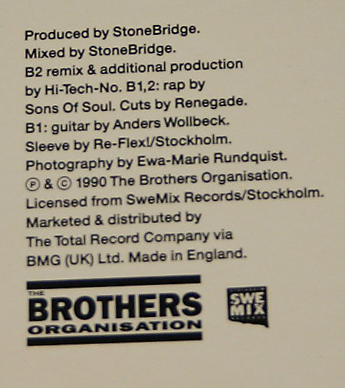 Produced by StoneBridge.
Mixed by StoneBridge.
B2 remix & additional production
by Hi-Tech-No. B1,2: rap by
Sons Of Soul. Cuts by Renegade.
B1: guitar by Anders Wollbeck.
Sleeve by Re-Flex!/Stockholm.
Photography by Ewa-Marie Rundquist.
℗ & © 1990 The Brothers Organisation.
Licensed from SweMix Records/Stockholm.
Marketed & distributed by
The Total Record Company via
BMG (UK) Ltd. Made in England.
THE
BROTHERS
ORGANISATION
SWE
MIX